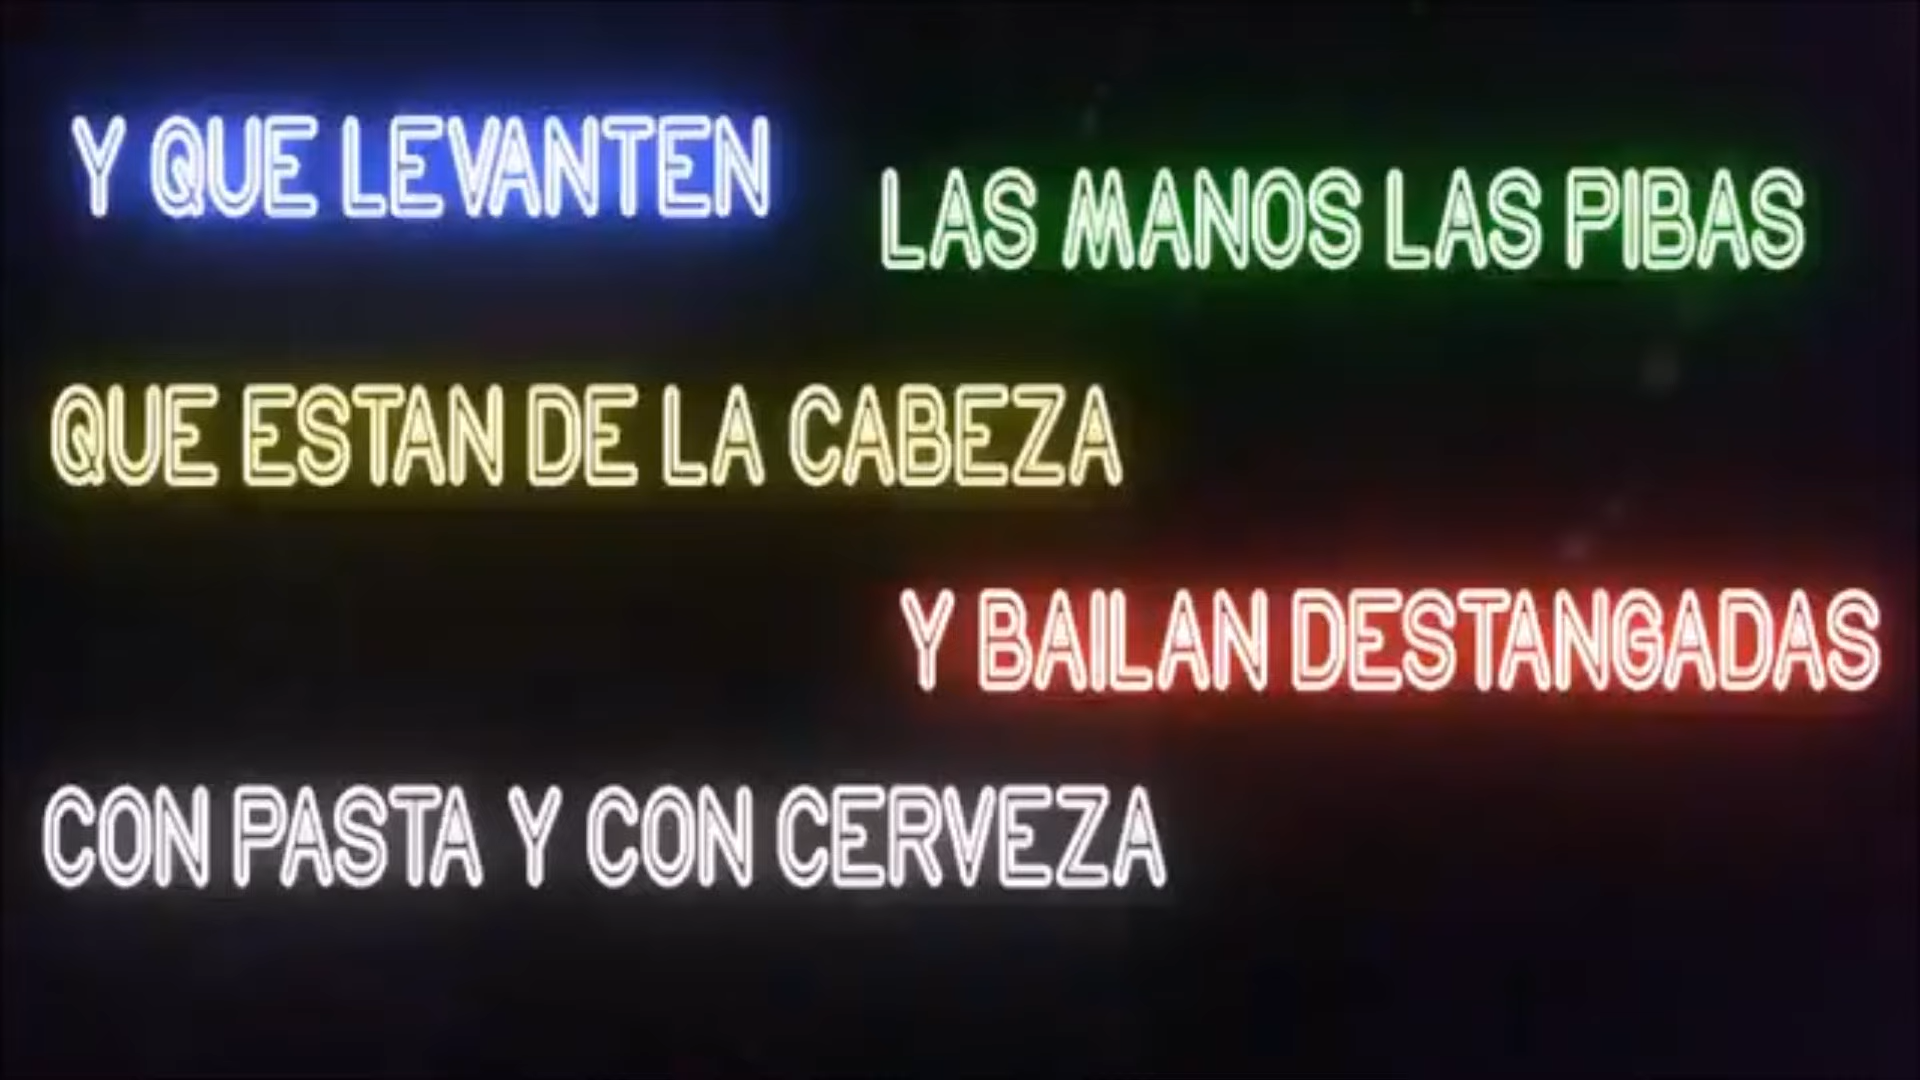 Y QUE LEVANTEN
LAS MANOS LAS PIBAS
QUE ESTAN DE LA CABEZA
Y BAILAN DESTANGADAS
CON PASTA Y CON CERVEZA